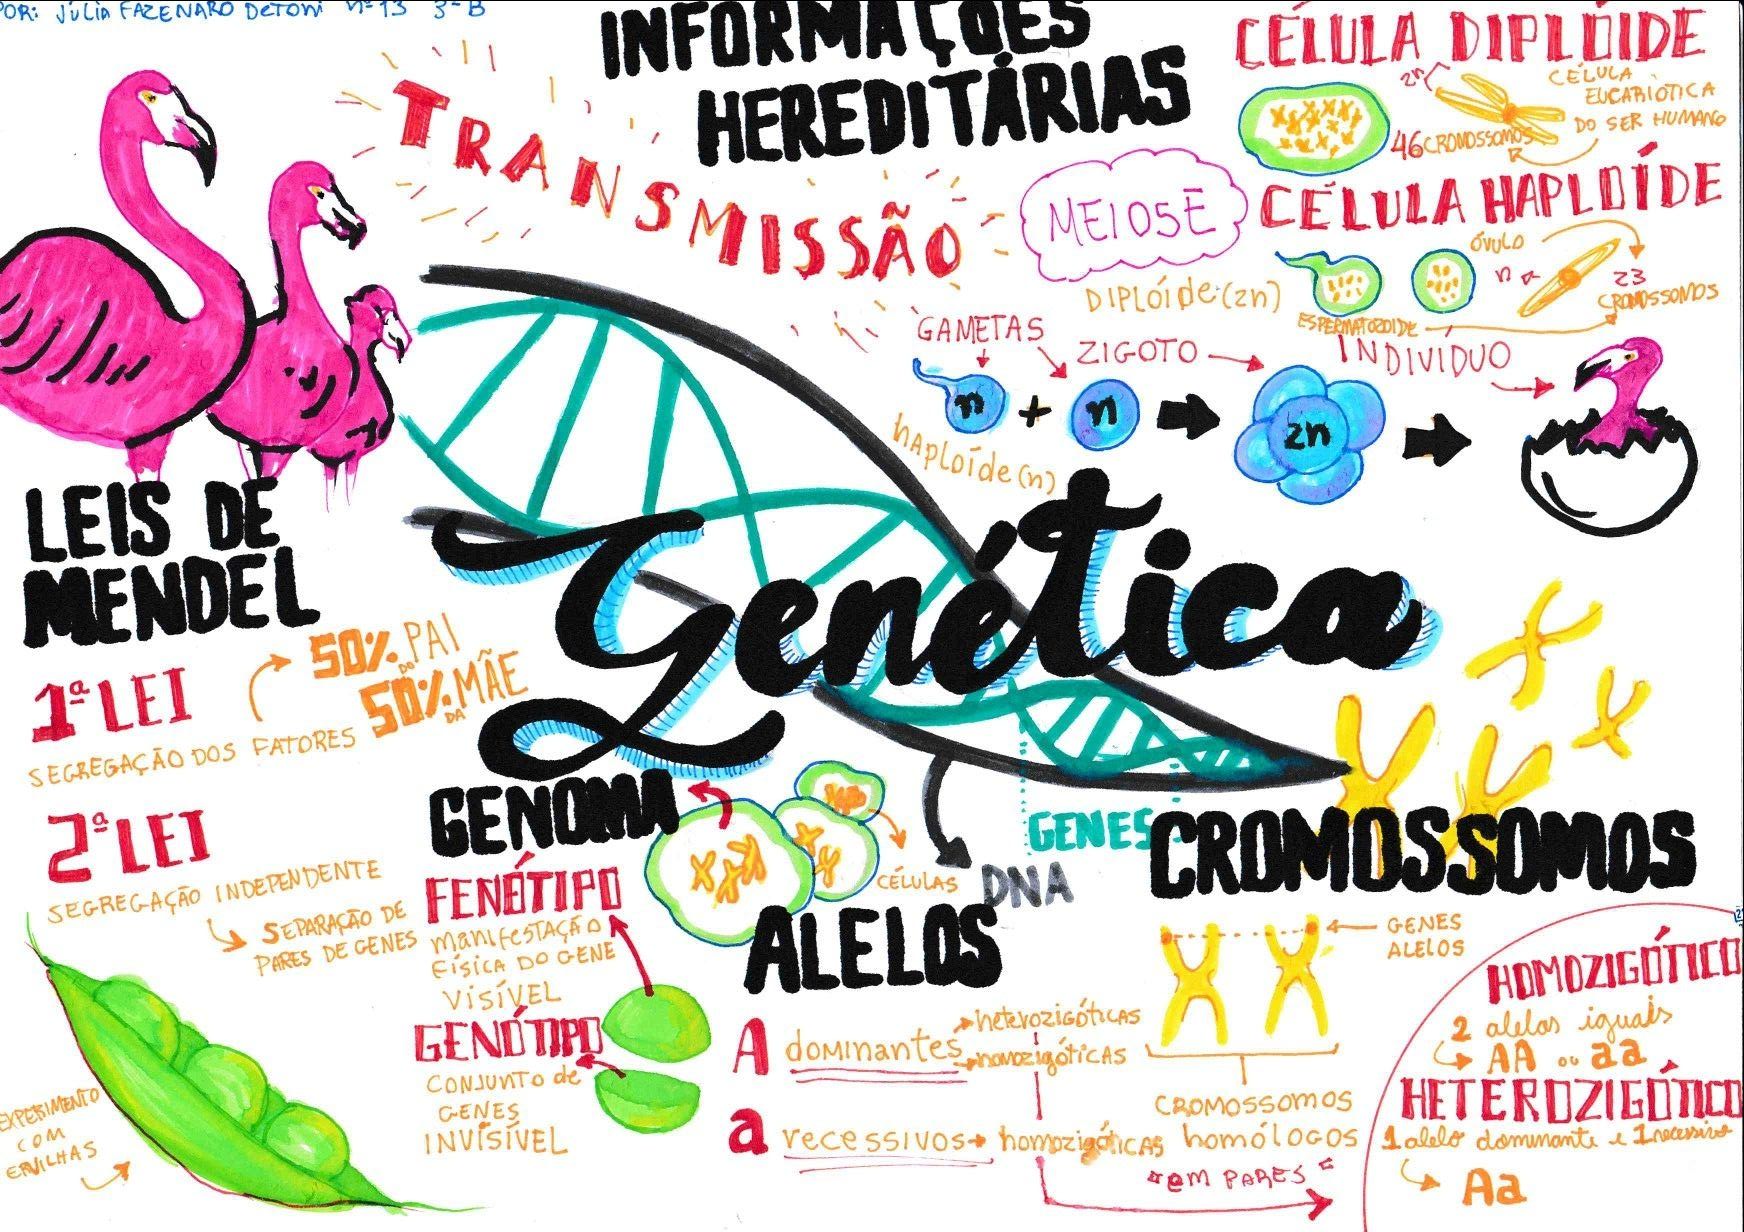 POR: JÚLIA FAZENARO DETONI nº 13 3ª B
INFORMAÇÕES
HEREDITÁRIAS
TRANSMISSÃO
CÉLULA DIPLÓIDE
2n
CÉLULA
EUCARIÓTICA
DO SER HUMANO
46 CROMOSSOMOS
MEIOSE
CÉLULA HAPLOÍDE
ÓVULO
n
23
CROMOSSOMOS
ESPERMATOZOIDE
DIPLÓIDE (2n)
GAMETAS
ZIGOTO
INDIVÍDUO
n + n
2n
haploíde (n)
Genética
LEIS DE
MENDEL
1ª LEI
50% DO PAI
50% DA MÃE
SEGREGAÇÃO DOS FATORES
2ª LEI
SEGREGAÇÃO INDEPENDENTE
SEPARAÇÃO DE
PARES DE GENES
EXPERIMENTO
COM
ERVILHAS
GENOMA
CÉLULAS
DNA
GENES
CROMOSSOMOS
FENÓTIPO
manifestação
física do GENE
VISÍVEL
GENÓTIPO
CONJUNTO de
GENES
INVÍSÍVEL
ALELOS
A dominantes
heterozigóticas
homozigóticas
a recessivos
homozigóticas
GENES
ALELOS
CROMOSSOMOS
homólogos
"em PARES"
HOMOZIGÓTICO
2 alelos iguais
AA ou aa
HETEROZIGÓTICO
1 alelo dominante e 1 recessivo
Aa